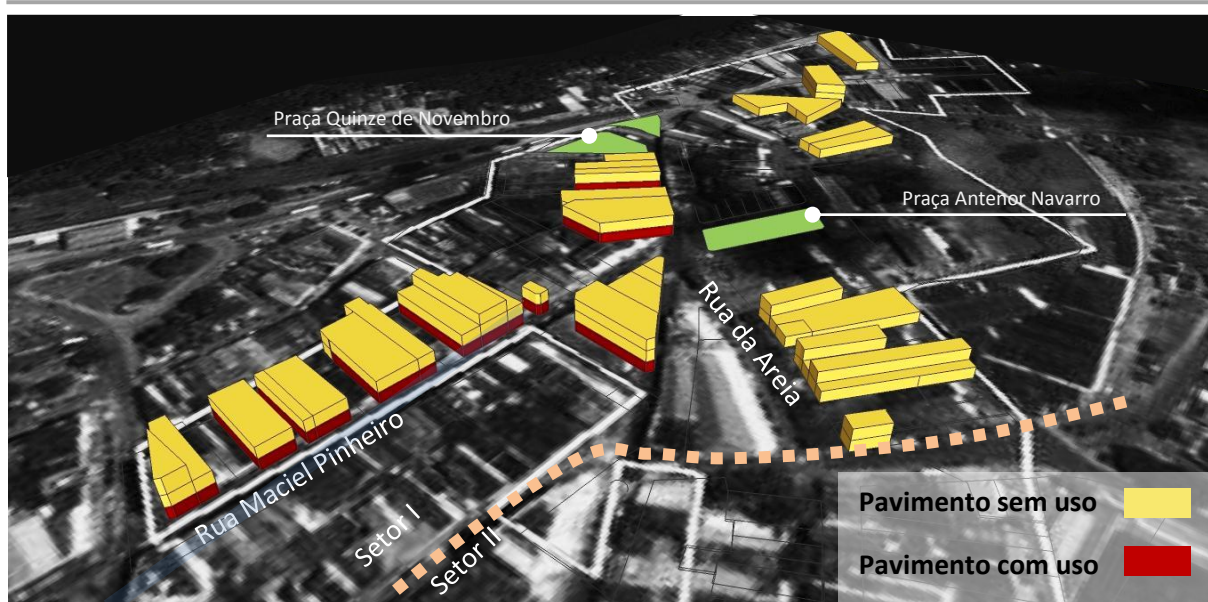 Praça Quinze de Novembro
Praça Antenor Navarro
Rua da Areia
Rua Maciel Pinheiro
Setor I
Setor II
Pavimento sem uso
Pavimento com uso